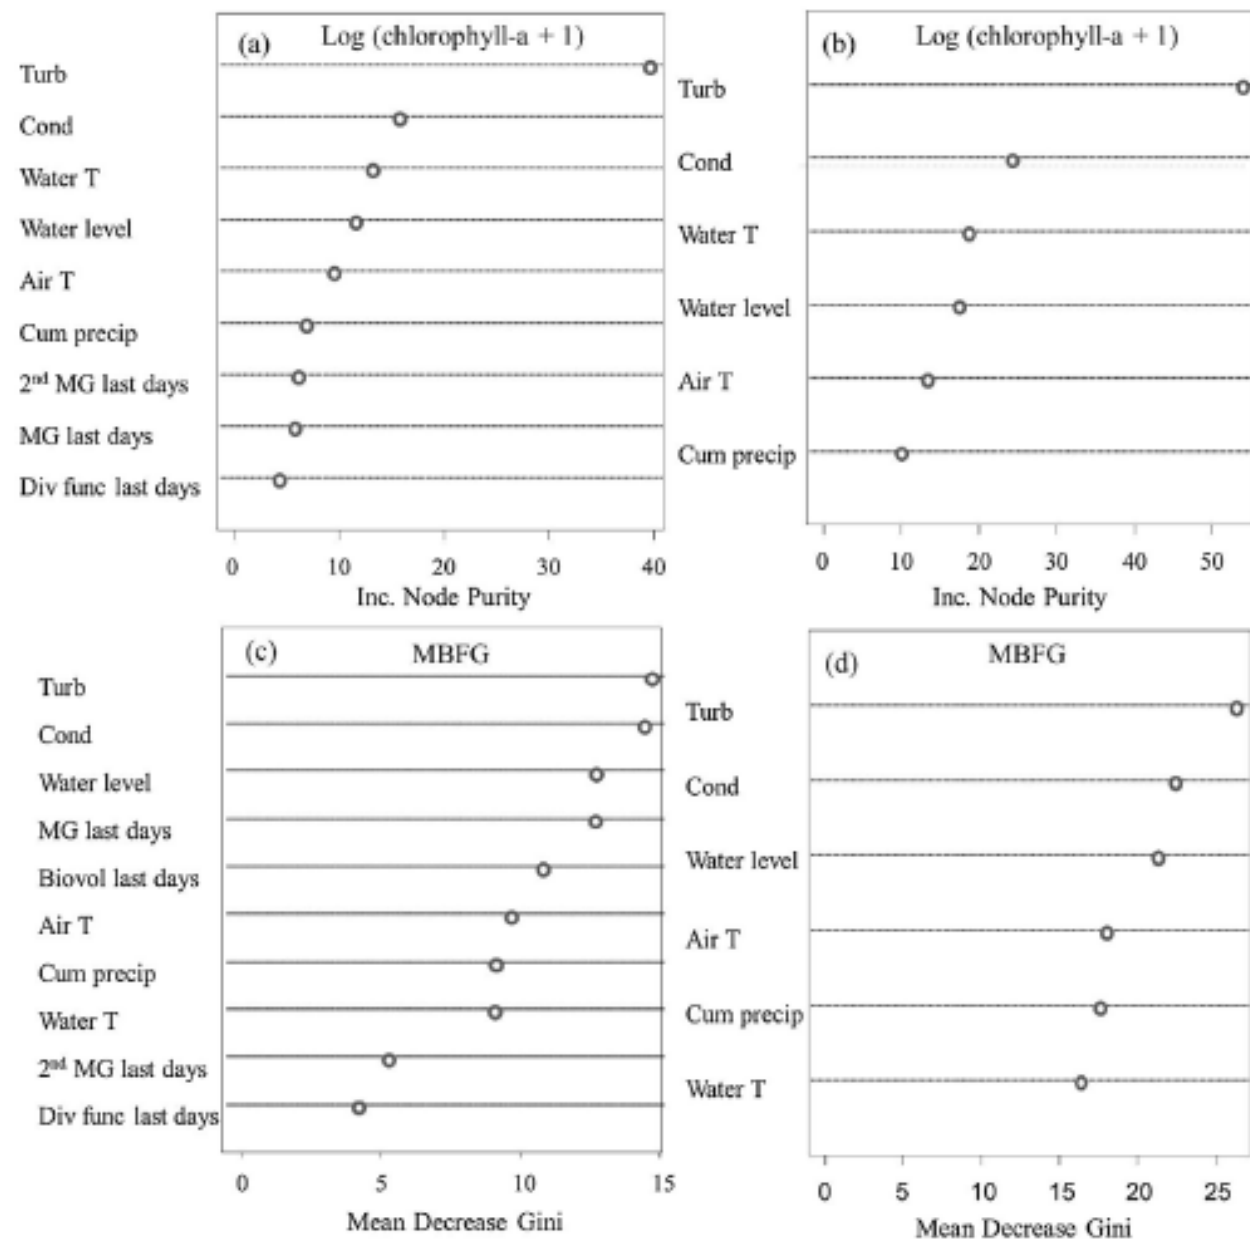 (a) Log (chlorophyll-a + 1)
Turb
Cond
Water T
Water level
Air T
Cum precip
2nd MG last days
MG last days
Div func last days
0 10 20 30 40
Inc. Node Purity
(b) Log (chlorophyll-a + 1)
Turb
Cond
Water T
Water level
Air T
Cum precip
0 10 20 30 40 50
Inc. Node Purity
(c) MBFG
Turb
Cond
Water level
MG last days
Biovol last days
Air T
Cum precip
Water T
2nd MG last days
Div func last days
0 5 10 15
Mean Decrease Gini
(d) MBFG
Turb
Cond
Water level
Air T
Cum precip
Water T
0 5 10 15 20 25
Mean Decrease Gini